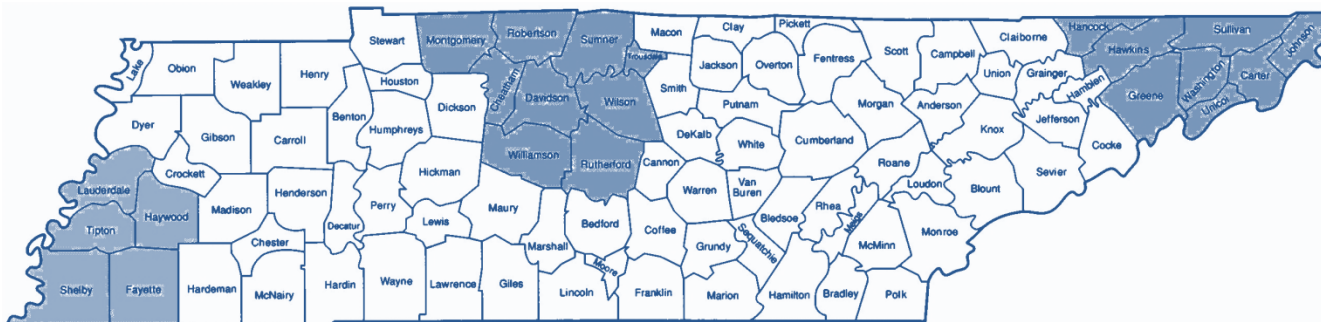 Lake
Obion
Weakley
Henry
Stewart
Montgomery
Robertson
Sumner
Trousdale
Macon
Clay
Pickett
Scott
Campbell
Claiborne
Hancock
Hawkins
Sullivan
Johnson
Houston
Cheatham
Jackson
Overton
Fentress
Union
Grainger
Hamblen
Greene
Washington
Carter
Unicoi
Dyer
Gibson
Carroll
Benton
Humphreys
Dickson
Davidson
Wilson
Smith
Putnam
Morgan
Anderson
Knox
Jefferson
Cocke
Lauderdale
Crockett
Haywood
Madison
Henderson
Decatur
Perry
Hickman
Williamson
Rutherford
Cannon
DeKalb
White
Cumberland
Roane
Loudon
Blount
Sevier
Tipton
Chester
Lewis
Maury
Marshall
Bedford
Coffee
Warren
Van
Buren
Bledsoe
Rhea
Meigs
McMinn
Monroe
Shelby
Fayette
Hardeman
McNairy
Hardin
Wayne
Lawrence
Giles
Lincoln
Moore
Franklin
Grundy
Sequatchie
Marion
Hamilton
Bradley
Polk